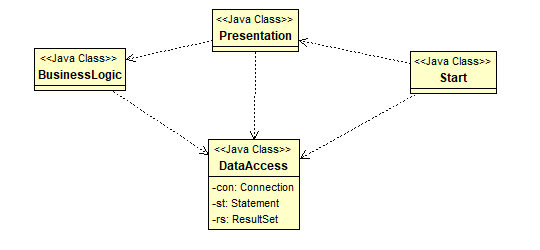 <<Java Class>>
Presentation
<<Java Class>>
BusinessLogic
<<Java Class>>
Start
<<Java Class>>
DataAccess
-con: Connection
-st: Statement
-rs: ResultSet